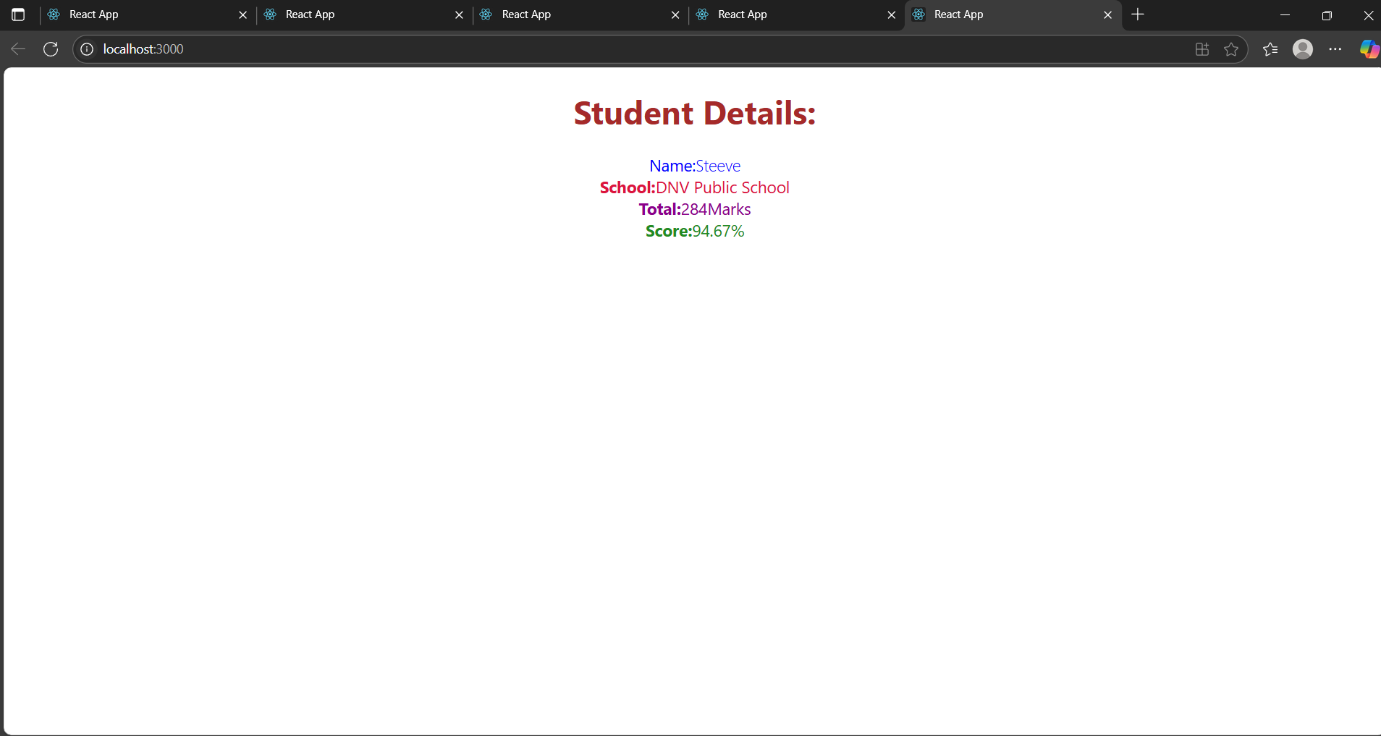 React App React App React App React App React App
localhost:3000
Student Details:
Name:Steeve
School:DNV Public School
Total:284Marks
Score:94.67%